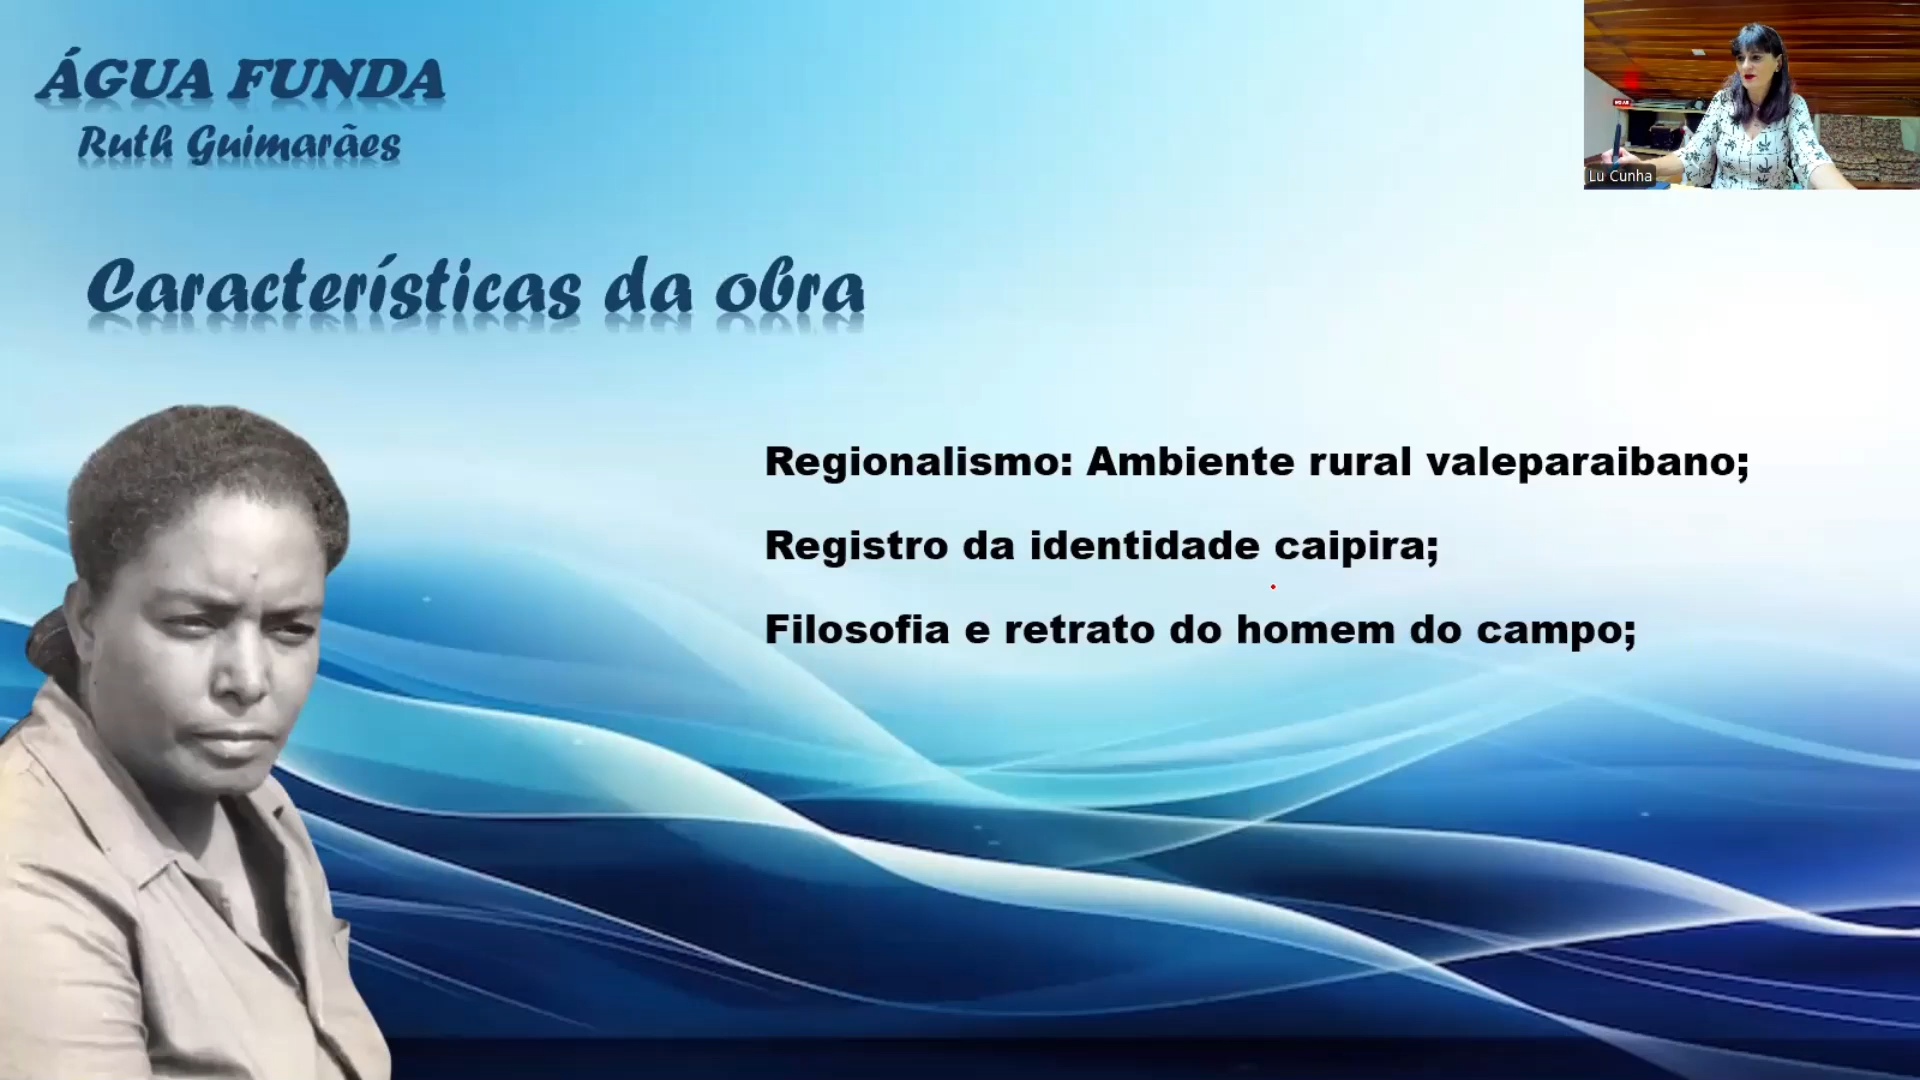 ÁGUA FUNDA
Ruth Guimarães
Lu Cunha
Características da obra
Regionalismo: Ambiente rural valeparaibano;
Registro da identidade caipira;
Filosofia e retrato do homem do campo;